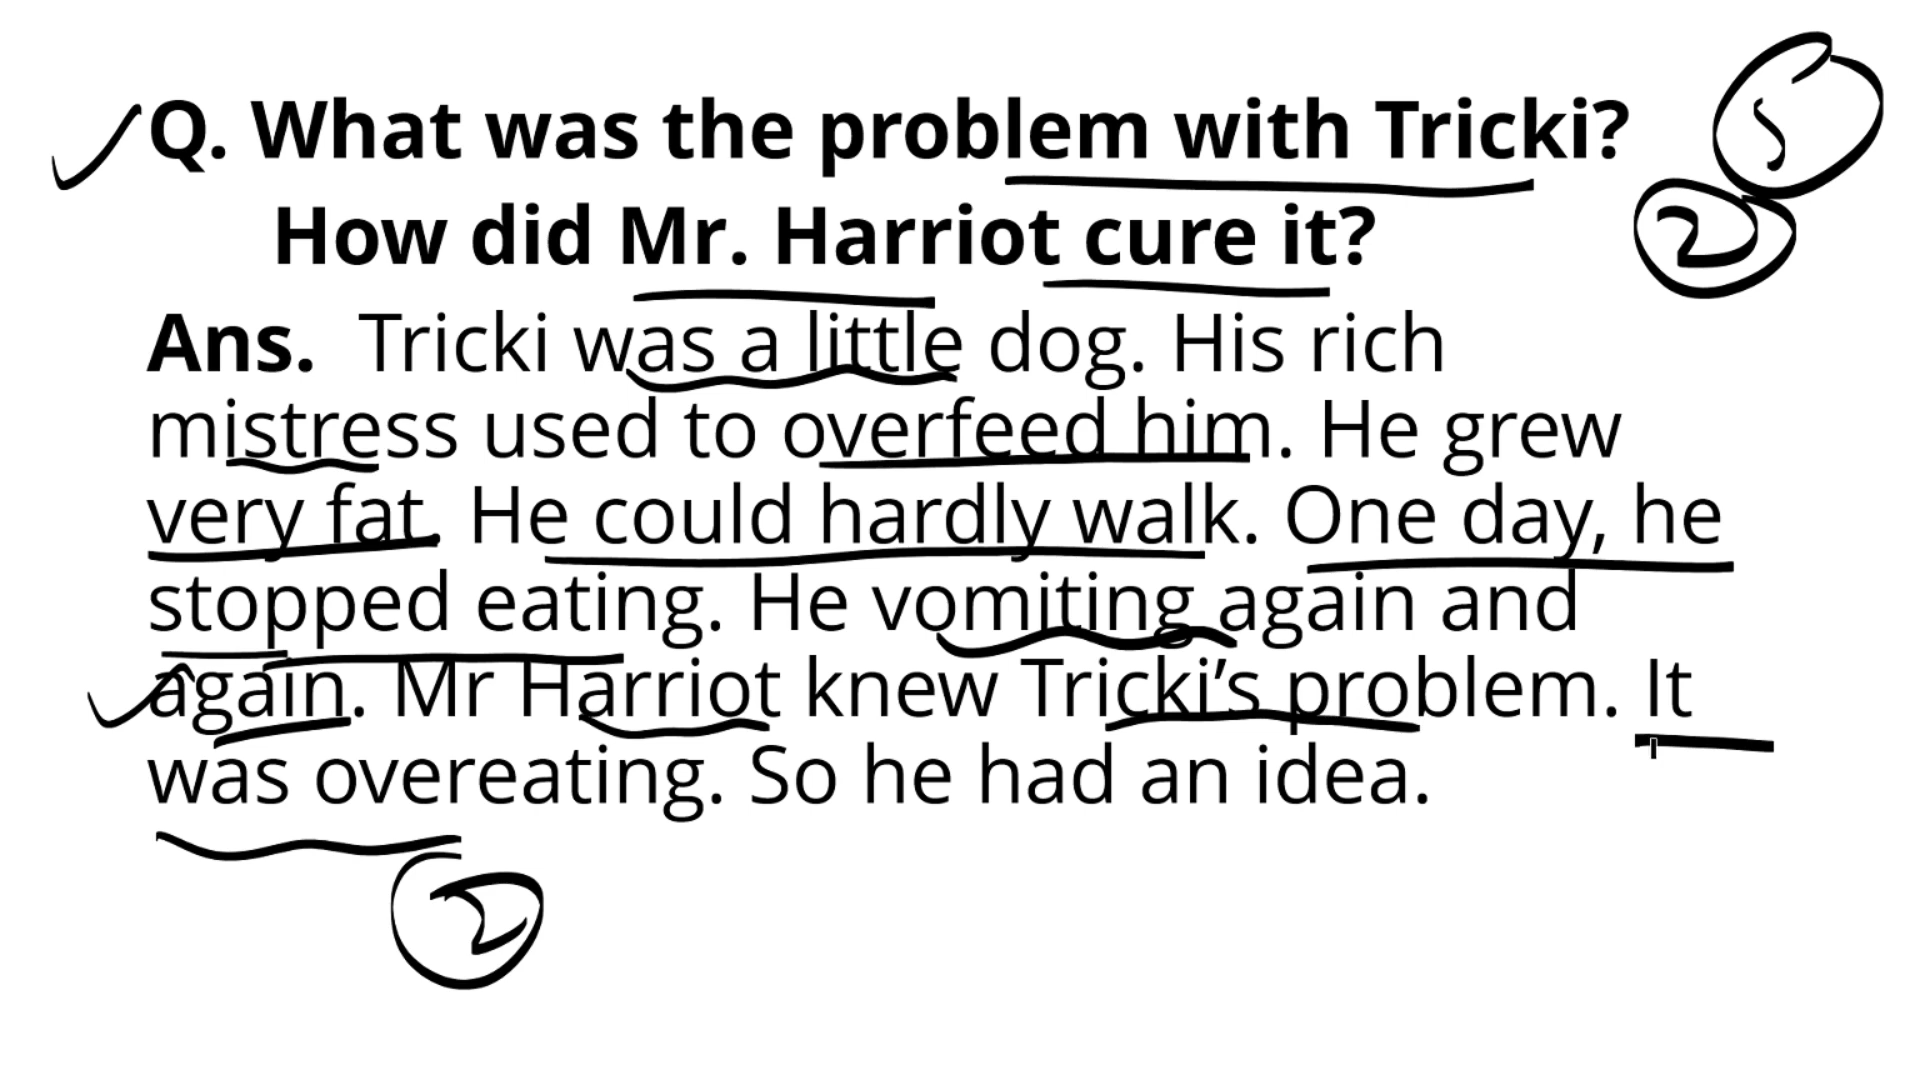 Q. What was the problem with Tricki?
How did Mr. Harriot cure it?
Ans. Tricki was a little dog. His rich
mistress used to overfeed him. He grew
very fat. He could hardly walk. One day, he
stopped eating. He vomiting again and
again. Mr Harriot knew Tricki’s problem. It
was overeating. So he had an idea.
2
2